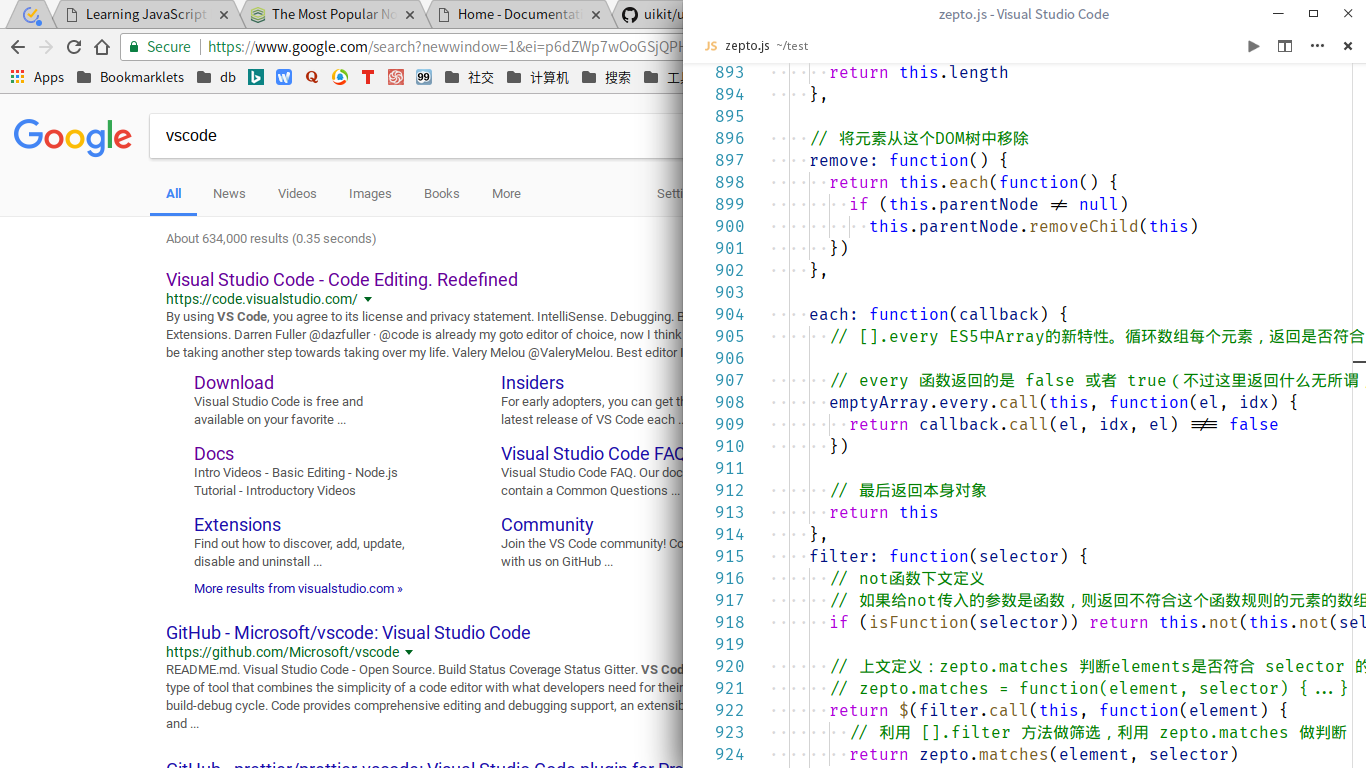 Learning JavaScript
The Most Popular No
Home - Documentat
uikit/u
Secure
https://www.google.com/search?newwindow=1&ei=p6dZWp7wOoGSjQPH
Apps
Bookmarklets
db
社交
计算机
搜索
工具
Google
vscode
All
News
Videos
Images
Books
More
Setti
About 634,000 results (0.35 seconds)
Visual Studio Code - Code Editing. Redefined
https://code.visualstudio.com/
By using VS Code, you agree to its license and privacy statement. IntelliSense. Debugging. B
Extensions. Darren Fuller @dazfuller · @code is already my goto editor of choice, now I think
be taking another step towards taking over my life. Valery Melou @ValeryMelou. Best editor I
Download
Visual Studio Code is free and
available on your favorite ...
Insiders
For early adopters, you can get th
latest release of VS Code each ...
Docs
Intro Videos - Basic Editing - Node.js
Tutorial - Introductory Videos
Visual Studio Code FAQ
Visual Studio Code FAQ. Our doc
contain a Common Questions ...
Extensions
Find out how to discover, add, update,
disable and uninstall ...
Community
Join the VS Code community! Co
with us on GitHub ...
More results from visualstudio.com »
GitHub - Microsoft/vscode: Visual Studio Code
https://github.com/Microsoft/vscode
README.md. Visual Studio Code - Open Source. Build Status Coverage Status Gitter. VS Cod
type of tool that combines the simplicity of a code editor with what developers need for their
build-debug cycle. Code provides comprehensive editing and debugging support, an extensib
and ...
GitHub - prettier/prettier-vscode: Visual Studio Code plugin for Pre
zepto.js - Visual Studio Code
JS zepto.js ~/test
893 return this.length
894 },
895
896 // 将元素从这个DOM树中移除
897 remove: function() {
898 return this.each(function() {
899 if (this.parentNode ≠ null)
900 this.parentNode.removeChild(this)
901 })
902 },
903
904 each: function(callback) {
905 // [].every ES5中Array的新特性。循环数组每个元素，返回是否符合
906
907 // every 函数返回的是 false 或者 true（不过这里返回什么无所谓
908 emptyArray.every.call(this, function(el, idx) {
909 return callback.call(el, idx, el) !== false
910 })
911
912 // 最后返回本身对象
913 return this
914 },
915 filter: function(selector) {
916 // not函数下文定义
917 // 如果给not传入的参数是函数，则返回不符合这个函数规则的元素的数组
918 if (isFunction(selector)) return this.not(this.not(sel
919
920 // 上文定义：zepto.matches 判断elements是否符合 selector 的
921 // zepto.matches = function(element, selector) {...}
922 return $(filter.call(this, function(element) {
923 // 利用 [].filter 方法做筛选，利用 zepto.matches 做判断
924 return zepto.matches(element, selector)